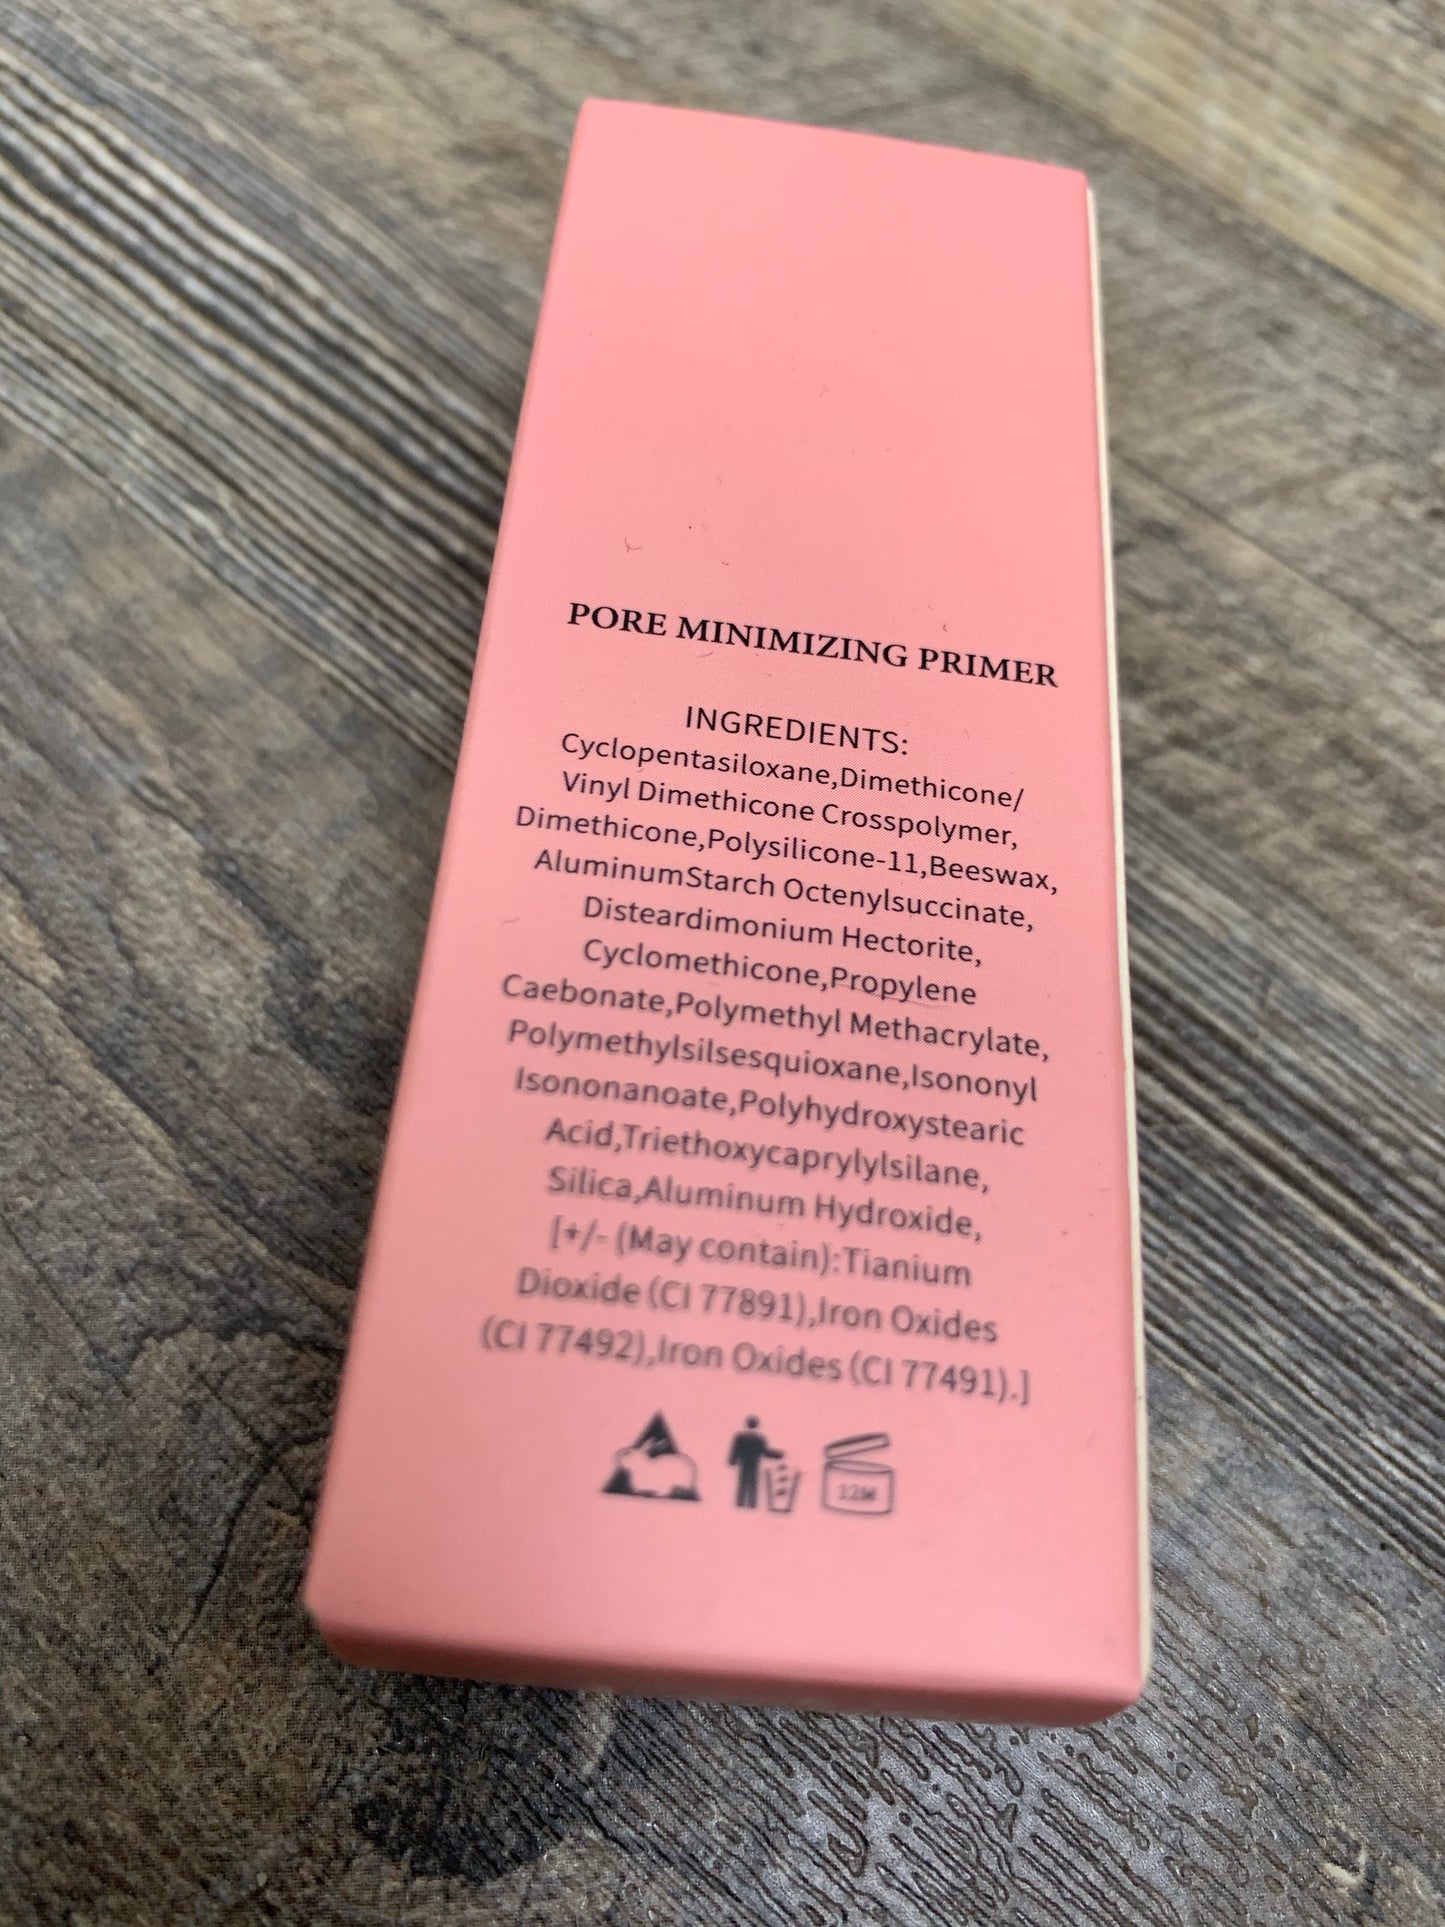 PORE MINIMIZING PRIMER
INGREDIENTS:
Cyclopentasiloxane,Dimethicone/
Vinyl Dimethicone Crosspolymer,
Dimethicone,Polysilicone-11,Beeswax,
AluminumStarch Octenylsuccinate,
Disteardimonium Hectorite,
Cyclomethicone,Propylene
Caebonate,Polymethyl Methacrylate,
Polymethylsilsesquioxane,Isononyl
Isononanoate,Polyhydroxystearic
Acid,Triethoxycaprylylsilane,
Silica,Aluminum Hydroxide,
[+/- (May contain):Tianium
Dioxide (CI 77891),Iron Oxides
(CI 77492),Iron Oxides (CI 77491).]
12M